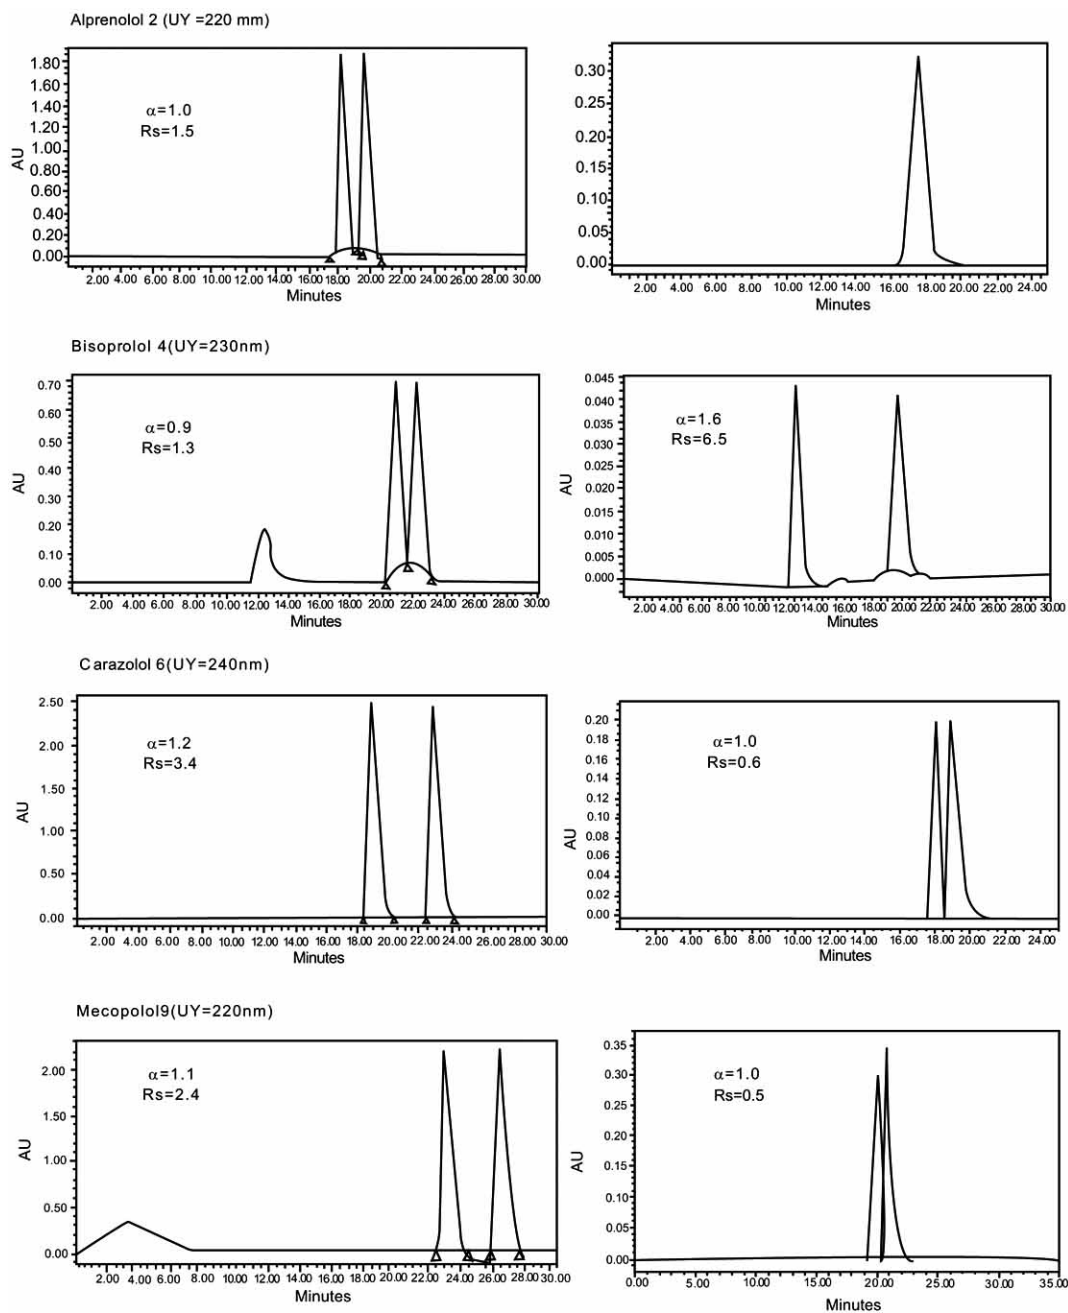 Alprenolol 2 (UY =220 mm)
1.80
1.60
1.40
1.20
1.00
0.80
0.60
0.40
0.20
0.00
AU
α=1.0
Rs=1.5
2.00 4.00 6.00 8.00 10.00 12.00 14.00 16.00 18.00 20.00 22.00 24.00 26.00 28.00 30.00
Minutes
0.30
0.25
0.20
0.15
0.10
0.05
0.00
2.00 4.00 6.00 8.00 10.00 12.00 14.00 16.00 18.00 20.00 22.00 24.00
Minutes
Bisoprolol 4(UY=230nm)
0.70
0.60
0.50
0.40
0.30
0.20
0.10
0.00
AU
α=0.9
Rs=1.3
2.00 4.00 6.00 8.00 10.00 12.00 14.00 16.00 18.00 20.00 22.00 24.00 26.00 28.00 30.00
Minutes
0.045
0.040
0.035
0.030
0.025
0.020
0.015
0.010
0.005
0.000
AU
α=1.6
Rs=6.5
2.00 4.00 6.00 8.00 10.00 12.00 14.00 16.00 18.00 20.00 22.00 24.00 26.00 28.00 30.00
Minutes
Carazolol 6(UY=240nm)
2.50
2.00
1.50
1.00
0.50
0.00
AU
α=1.2
Rs=3.4
2.00 4.00 6.00 8.00 10.00 12.00 14.00 16.00 18.00 20.00 22.00 24.00 26.00 28.00 30.00
Minutes
0.20
0.18
0.16
0.14
0.12
0.10
0.08
0.06
0.04
0.02
0.00
AU
α=1.0
Rs=0.6
2.00 4.00 6.00 8.00 10.00 12.00 14.00 16.00 18.00 20.00 22.00 24.00
Minutes
Mecopolol9(UY=220nm)
2.00
1.50
1.00
0.50
0.00
AU
α=1.1
Rs=2.4
2.00 4.00 6.00 8.00 10.00 12.00 14.00 16.00 18.00 20.00 22.00 24.00 26.00 28.00 30.00
Minutes
0.35
0.30
0.25
0.20
0.15
0.10
0.05
0.00
AU
α=1.0
Rs=0.5
0.00 5.00 10.00 15.00 20.00 25.00 30.00 35.00
Minutes